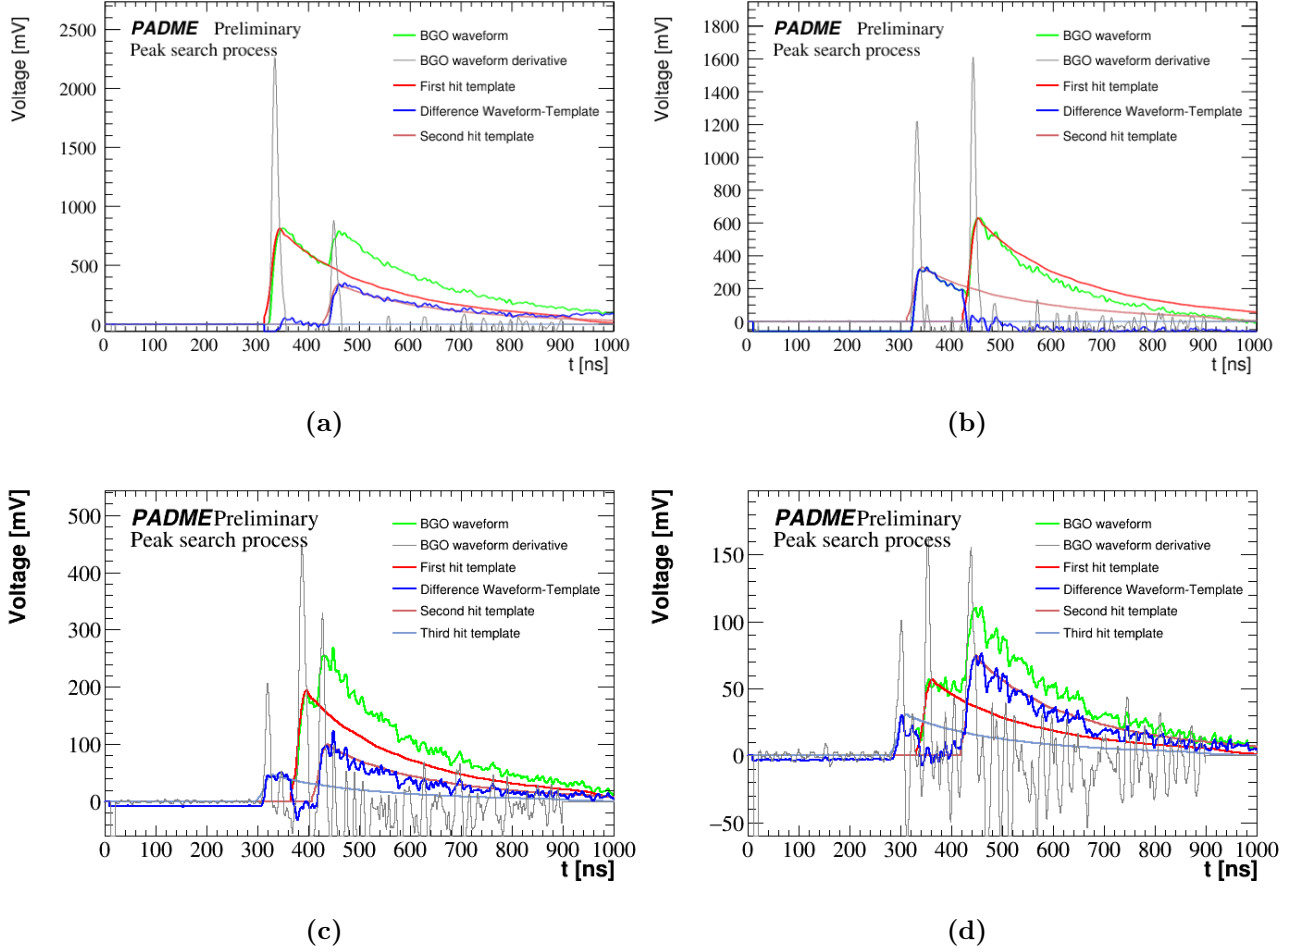 PADME Preliminary
Peak search process
Voltage [mV]
BGO waveform
BGO waveform derivative
First hit template
Difference Waveform-Template
Second hit template
2500
2000
1500
1000
500
0
0 100 200 300 400 500 600 700 800 900 1000
t [ns]
(a)
PADME Preliminary
Peak search process
Voltage [mV]
BGO waveform
BGO waveform derivative
First hit template
Difference Waveform-Template
Second hit template
1800
1600
1400
1200
1000
800
600
400
200
0
0 100 200 300 400 500 600 700 800 900 1000
t [ns]
(b)
PADME Preliminary
Peak search process
Voltage [mV]
BGO waveform
BGO waveform derivative
First hit template
Difference Waveform-Template
Second hit template
Third hit template
500
400
300
200
100
0
0 100 200 300 400 500 600 700 800 900 1000
t [ns]
(c)
PADME Preliminary
Peak search process
Voltage [mV]
BGO waveform
BGO waveform derivative
First hit template
Difference Waveform-Template
Second hit template
Third hit template
150
100
50
0
−50
0 100 200 300 400 500 600 700 800 900 1000
t [ns]
(d)